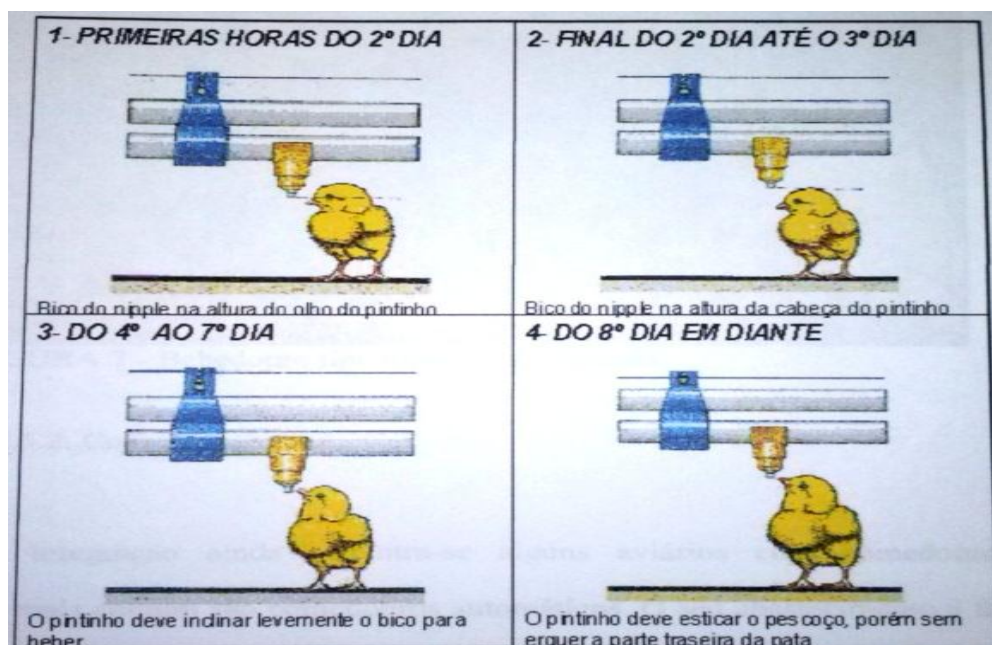 1- PRIMEIRAS HORAS DO 2º DIA
2- FINAL DO 2º DIA ATÉ O 3º DIA
Bico do nipple na altura do olho do pintinho
Bico do nipple na altura da cabeça do pintinho
3- DO 4º AO 7º DIA
4- DO 8º DIA EM DIANTE
ainda alguns aviários
O pintinho deve inclinar levemente o bico para
beber
O pintinho deve esticar o pescoço, porém sem
erguer a parte traseira da pata